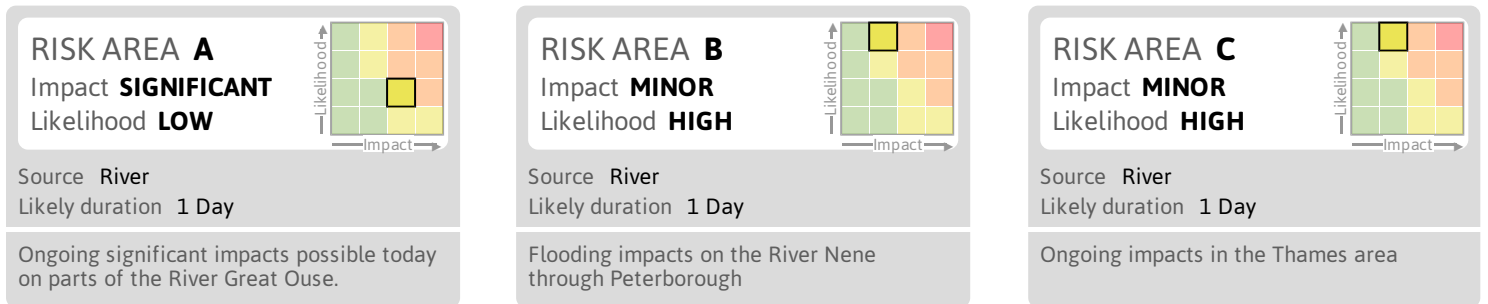 RISK AREA A
Impact SIGNIFICANT
Likelihood LOW
Likelihood
Impact
Source River
Likely duration 1 Day
Ongoing significant impacts possible today
on parts of the River Great Ouse.
RISK AREA B
Impact MINOR
Likelihood HIGH
Likelihood
Impact
Source River
Likely duration 1 Day
Flooding impacts on the River Nene
through Peterborough
RISK AREA C
Impact MINOR
Likelihood HIGH
Likelihood
Impact
Source River
Likely duration 1 Day
Ongoing impacts in the Thames area